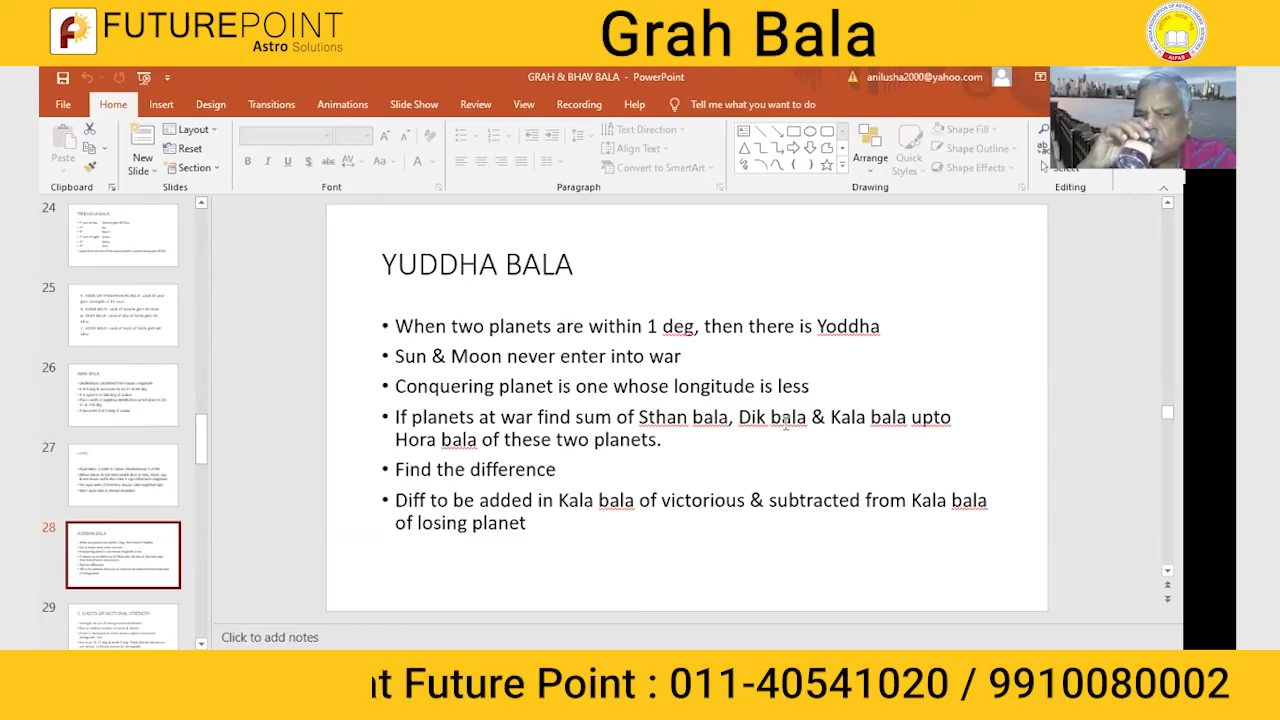 FUTUREPOINT
Astro Solutions
Grah Bala
GRAH & BHAV BALA - PowerPoint
anilusha2000@yahoo.com
File Home Insert Design Transitions Animations Slide Show Review View Recording Help Tell me what you want to do
Paste
New
Slide
Layout
Reset
Section
B I U S abc AV Aa A
Text Direction
Align Text
Convert to SmartArt
Arrange
Quick
Styles
Shape Fill
Shape Outline
Shape Effects
Select
Clipboard Slides Font Paragraph Drawing Editing
24
25
26
27
28
YUDDHA BALA
29
YUDDHA BALA
• When two planets are within 1 deg, then there is Yoddha
• Sun & Moon never enter into war
• Conquering planet is one whose longitude is less
• If planets at war find sum of Sthan bala, Dik bala & Kala bala upto
Hora bala of these two planets.
• Find the difference
• Diff to be added in Kala bala of victorious & subtracted from Kala bala
of losing planet
Click to add notes
t Future Point : 011-40541020 / 9910080002